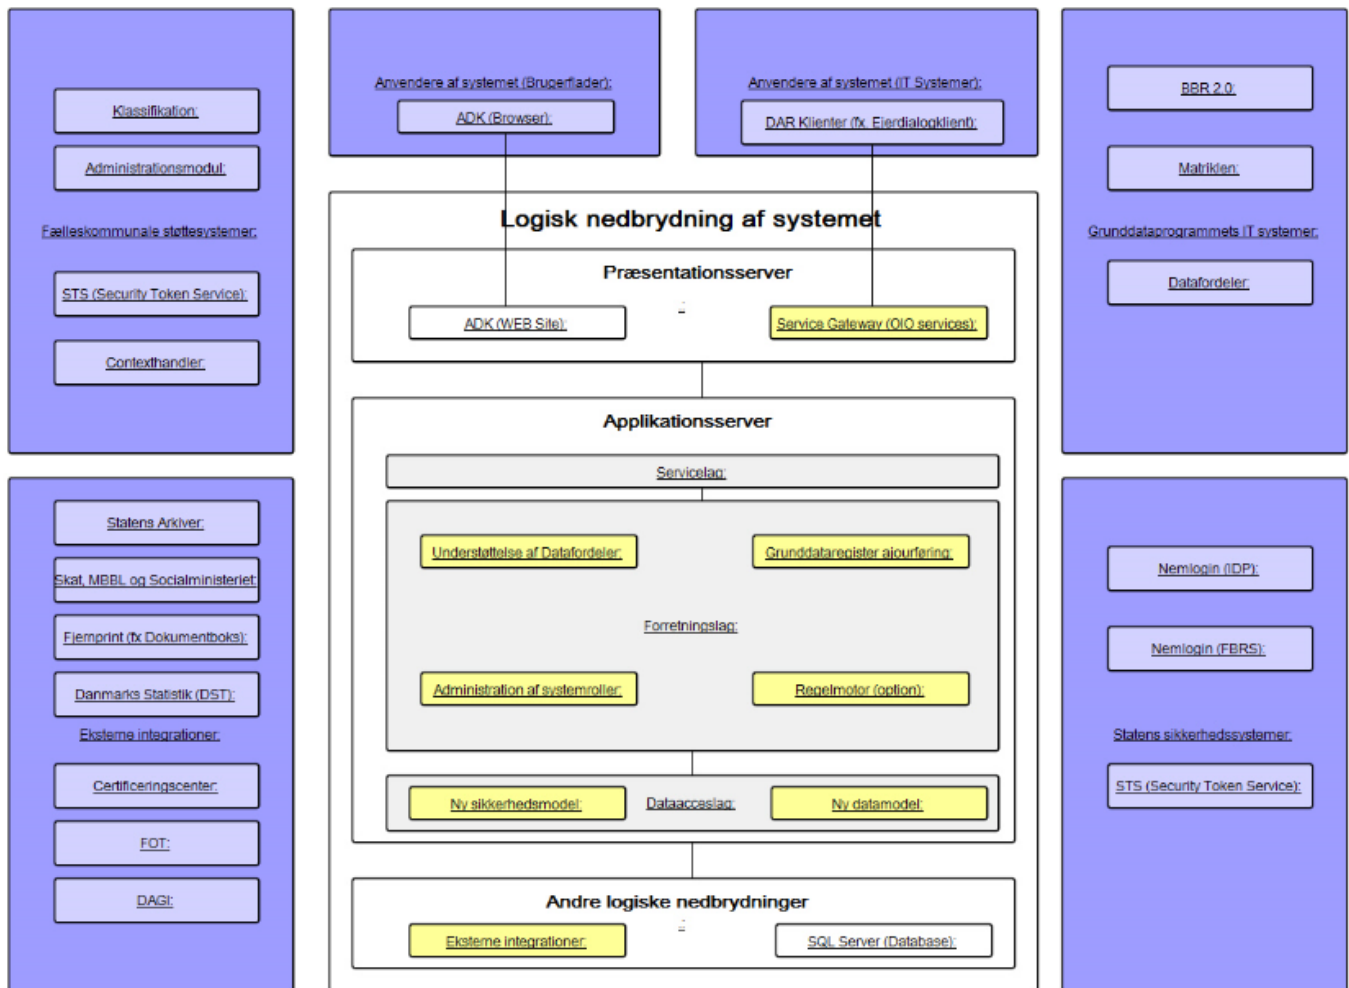 Klassifikation:
Administrationsmodul:
Fælleskommunale støttesystemer:
STS (Security Token Service):
Contexthandler:
Anvendere af systemet (Brugerflader):
ADK (Browser):
Anvendere af systemet (IT Systemer):
DAR Klienter (fx. Ejerdialogklient):
BBR 2.0:
Matriklen:
Grunddataprogrammets IT systemer:
Datafordeler:
Logisk nedbrydning af systemet
Præsentationsserver
:
ADK (WEB Site):
Service Gateway (OIO services):
Applikationsserver
Servicelag:
Understøttelse af Datafordeler:
Grunddataregister ajourføring:
Forretningslag:
Administration af systemroller:
Regelmotor (option):
Ny sikkerhedsmodel:
Dataacceslag:
Ny datamodel:
Andre logiske nedbrydninger
:
Eksterne integrationer:
SQL Server (Database):
Statens Arkiver:
Skat, MBBL og Socialministeriet:
Fjernprint (fx Dokumentboks):
Danmarks Statistik (DST):
Eksterne integrationer:
Certificeringscenter:
FOT:
DAGI:
Nemlogin (IDP):
Nemlogin (FBRS):
Statens sikkerhedssystemer:
STS (Security Token Service):